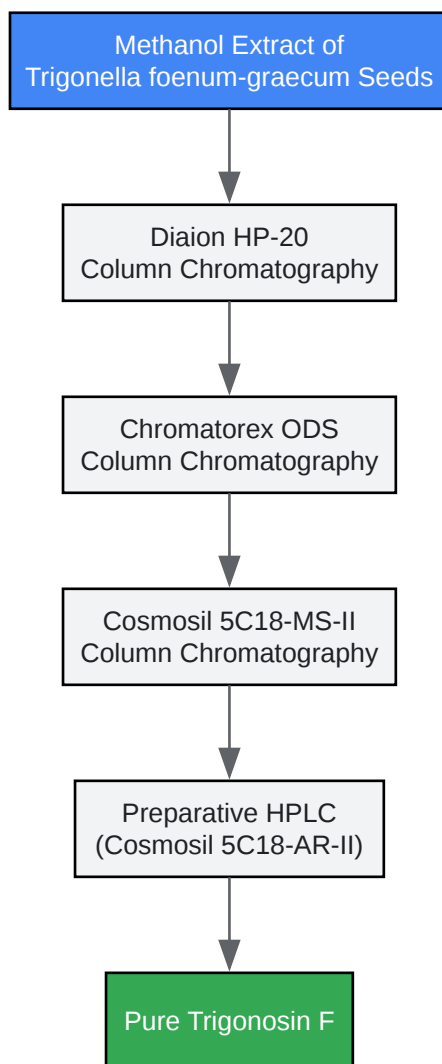 Methanol Extract of
Trigonella foenum-graecum Seeds
Diaion HP-20
Column Chromatography
Chromatorex ODS
Column Chromatography
Cosmosil 5C18-MS-II
Column Chromatography
Preparative HPLC
(Cosmosil 5C18-AR-II)
Pure Trigonosin F